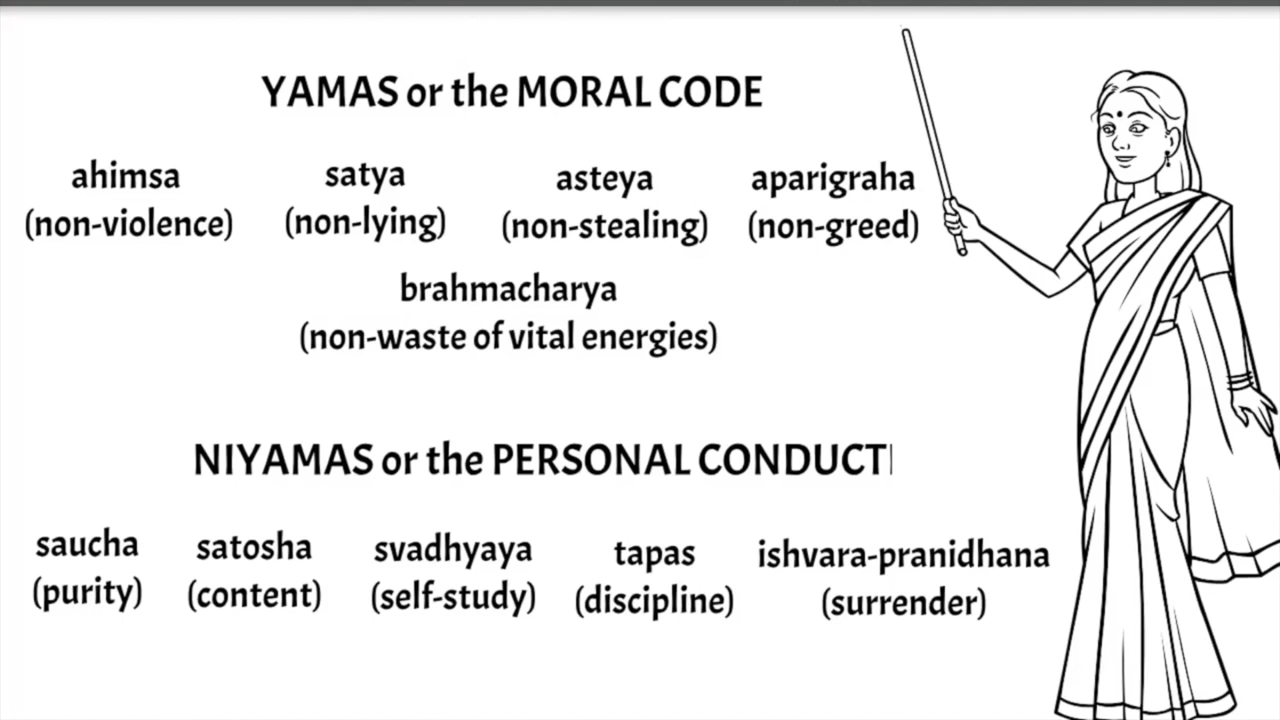 YAMAS or the MORAL CODE
ahimsa satya asteya aparigraha
(non-violence) (non-lying) (non-stealing) (non-greed)
brahmacharya
(non-waste of vital energies)
NIYAMAS or the PERSONAL CONDUCT
saucha satosha svadhyaya tapas ishvara-pranidhana
(purity) (content) (self-study) (discipline) (surrender)